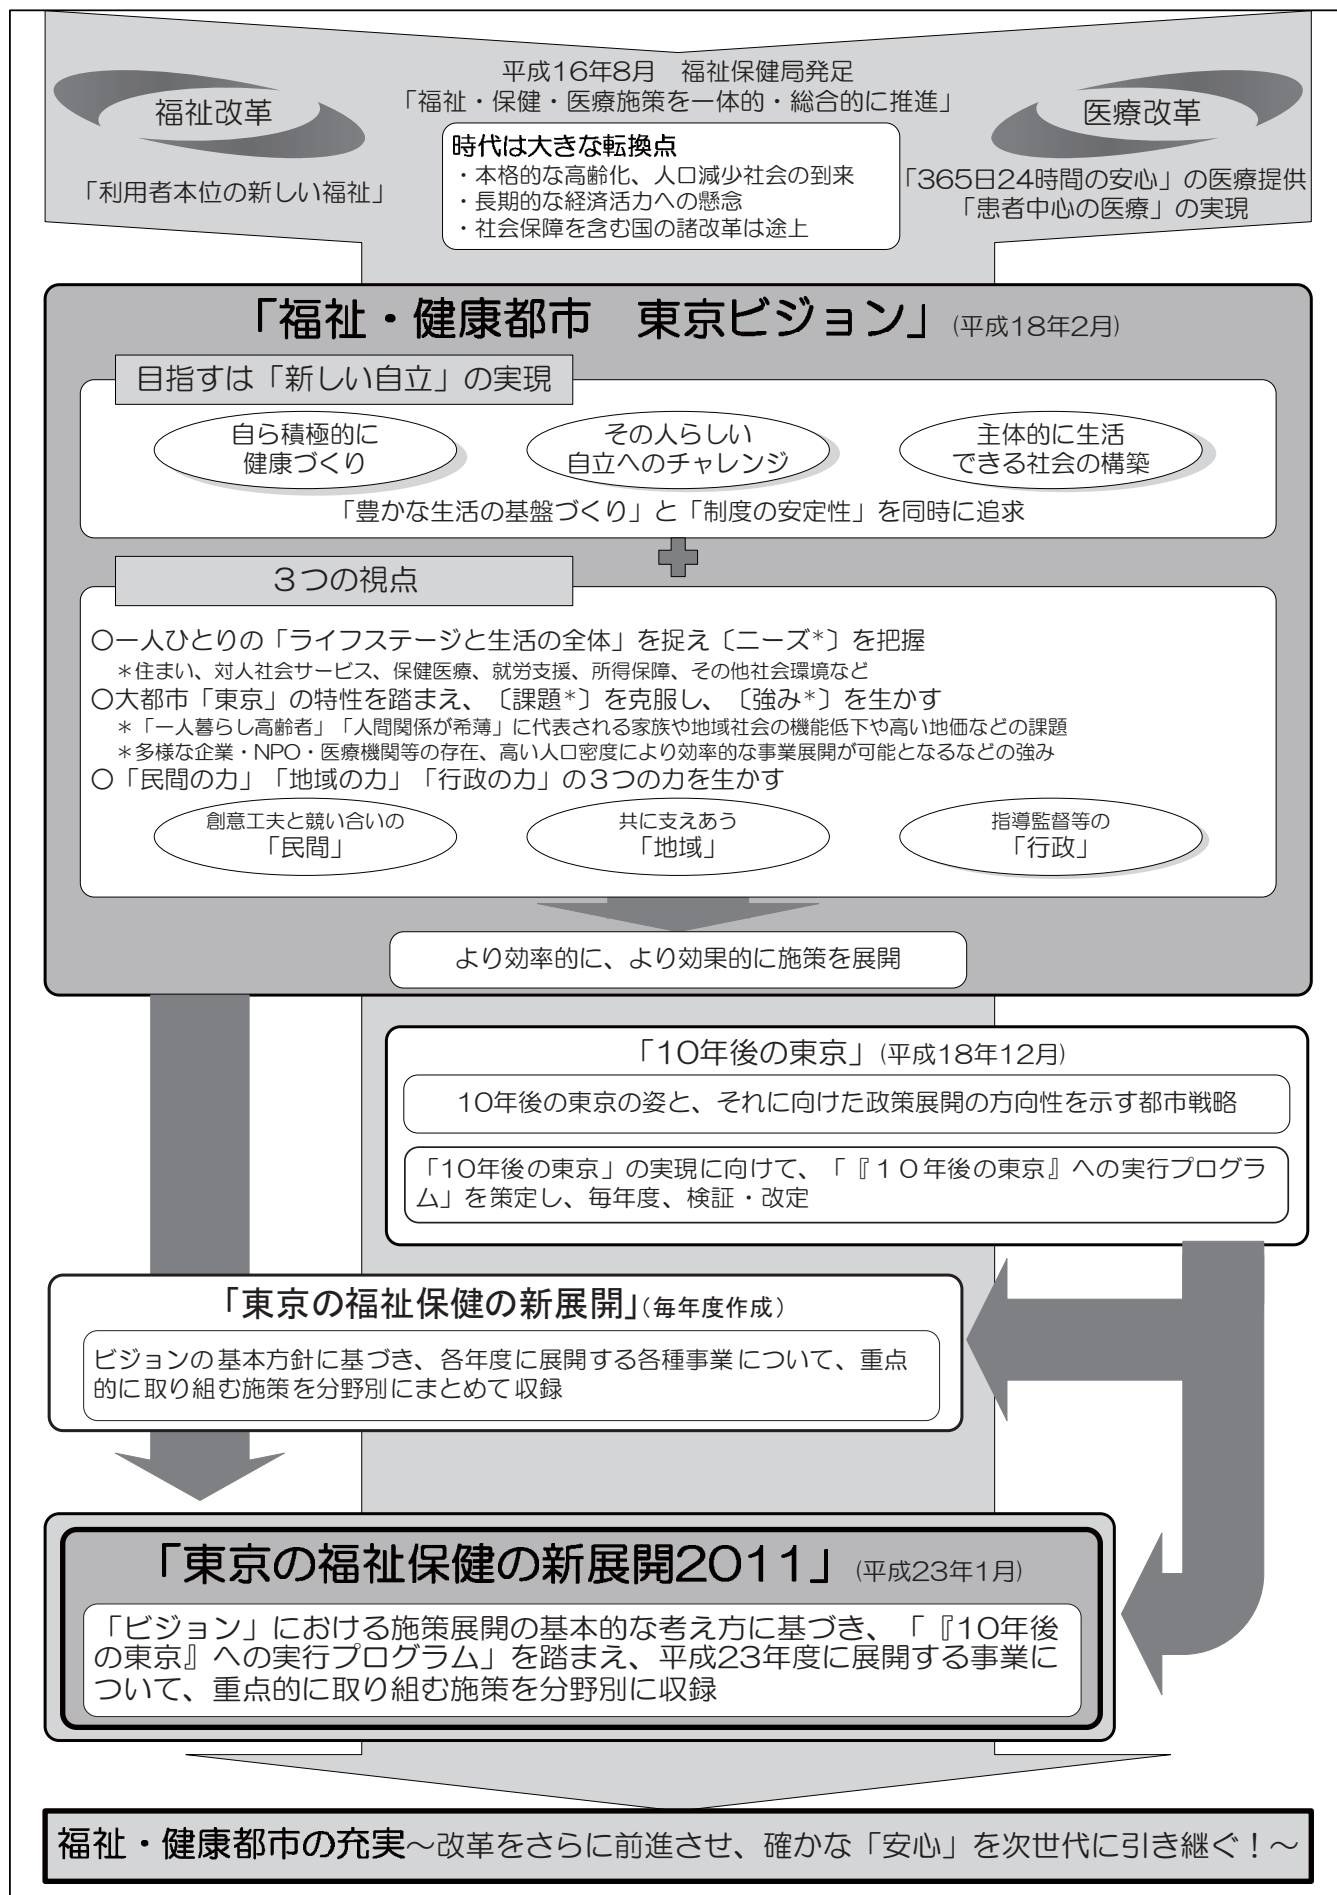 平成16年8月　福祉保健局発足
「福祉・保健・医療施策を一体的・総合的に推進」
福祉改革
「利用者本位の新しい福祉」
時代は大きな転換点
・本格的な高齢化、人口減少社会の到来
・長期的な経済活力への懸念
・社会保障を含む国の諸改革は途上
医療改革
「365日24時間の安心」の医療提供
「患者中心の医療」の実現
「福祉・健康都市　東京ビジョン」(平成18年2月)
目指すは「新しい自立」の実現
自ら積極的に
健康づくり
その人らしい
自立へのチャレンジ
主体的に生活
できる社会の構築
「豊かな生活の基盤づくり」と「制度の安定性」を同時に追求
３つの視点
〇一人ひとりの「ライフステージと生活の全体」を捉え〔ニーズ*〕を把握
＊住まい、対人社会サービス、保健医療、就労支援、所得保障、その他社会環境など
〇大都市「東京」の特性を踏まえ、〔課題*〕を克服し、〔強み*〕を生かす
＊「一人暮らし高齢者」「人間関係が希薄」に代表される家族や地域社会の機能低下や高い地価などの課題
＊多様な企業・NPO・医療機関等の存在、高い人口密度により効率的な事業展開が可能となるなどの強み
〇「民間の力」「地域の力」「行政の力」の３つの力を生かす
創意工夫と競い合いの
「民間」
共に支えあう
「地域」
指導監督等の
「行政」
より効率的に、より効果的に施策を展開
「10年後の東京」(平成18年12月)
10年後の東京の姿と、それに向けた政策展開の方向性を示す都市戦略
「10年後の東京」の実現に向けて、「『１０年後の東京』への実行プログラ
ム」を策定し、毎年度、検証・改定
「東京の福祉保健の新展開」(毎年度作成)
ビジョンの基本方針に基づき、各年度に展開する各種事業について、重点
的に取り組む施策を分野別にまとめて収録
「東京の福祉保健の新展開2011」(平成23年1月)
「ビジョン」における施策展開の基本的な考え方に基づき、「『10年後
の東京』への実行プログラム」を踏まえ、平成23年度に展開する事業に
ついて、重点的に取り組む施策を分野別に収録
福祉・健康都市の充実～改革をさらに前進させ、確かな「安心」を次世代に引き継ぐ！～